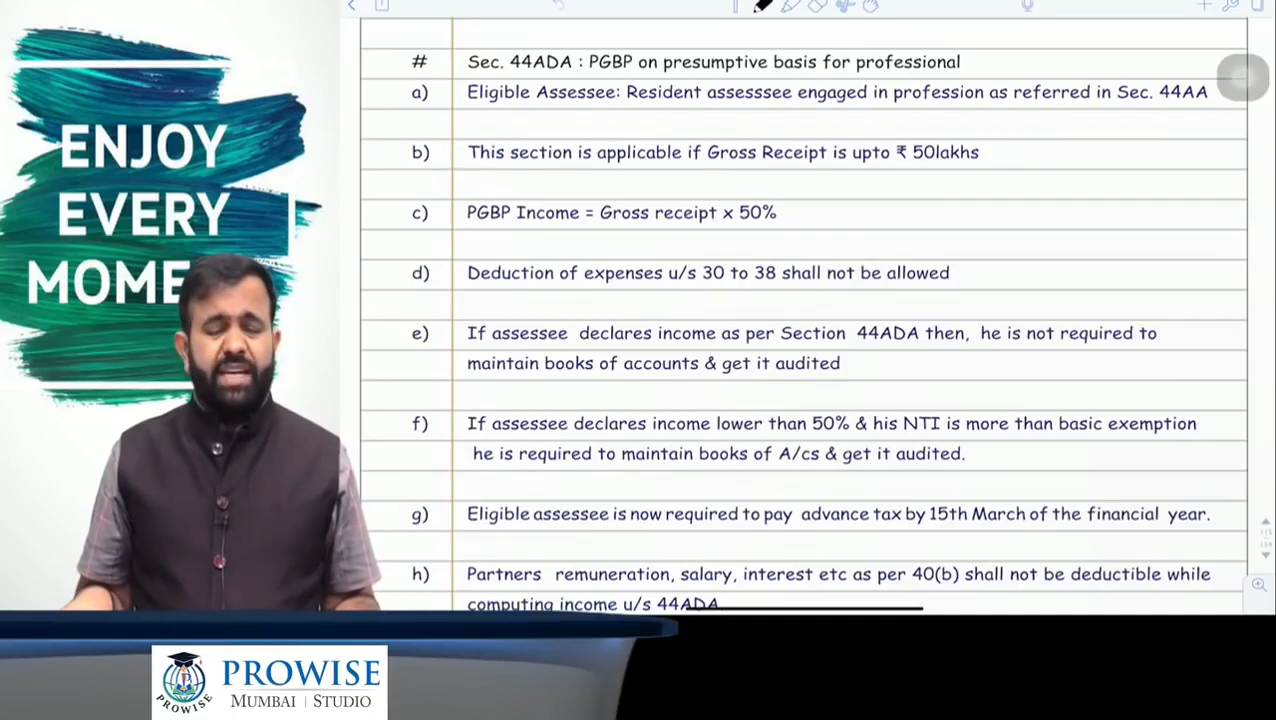 ENJOY
EVERY
MOME
# Sec. 44ADA : PGBP on presumptive basis for professional
a) Eligible Assessee: Resident assesssee engaged in profession as referred in Sec. 44AA
b) This section is applicable if Gross Receipt is upto ₹ 50lakhs
c) PGBP Income = Gross receipt x 50%
d) Deduction of expenses u/s 30 to 38 shall not be allowed
e) If assessee declares income as per Section 44ADA then, he is not required to
maintain books of accounts & get it audited
f) If assessee declares income lower than 50% & his NTI is more than basic exemption
he is required to maintain books of A/cs & get it audited.
g) Eligible assessee is now required to pay advance tax by 15th March of the financial year.
h) Partners remuneration, salary, interest etc as per 40(b) shall not be deductible while
computing income u/s 44ADA
PROWISE
MUMBAI | STUDIO
PROWISE